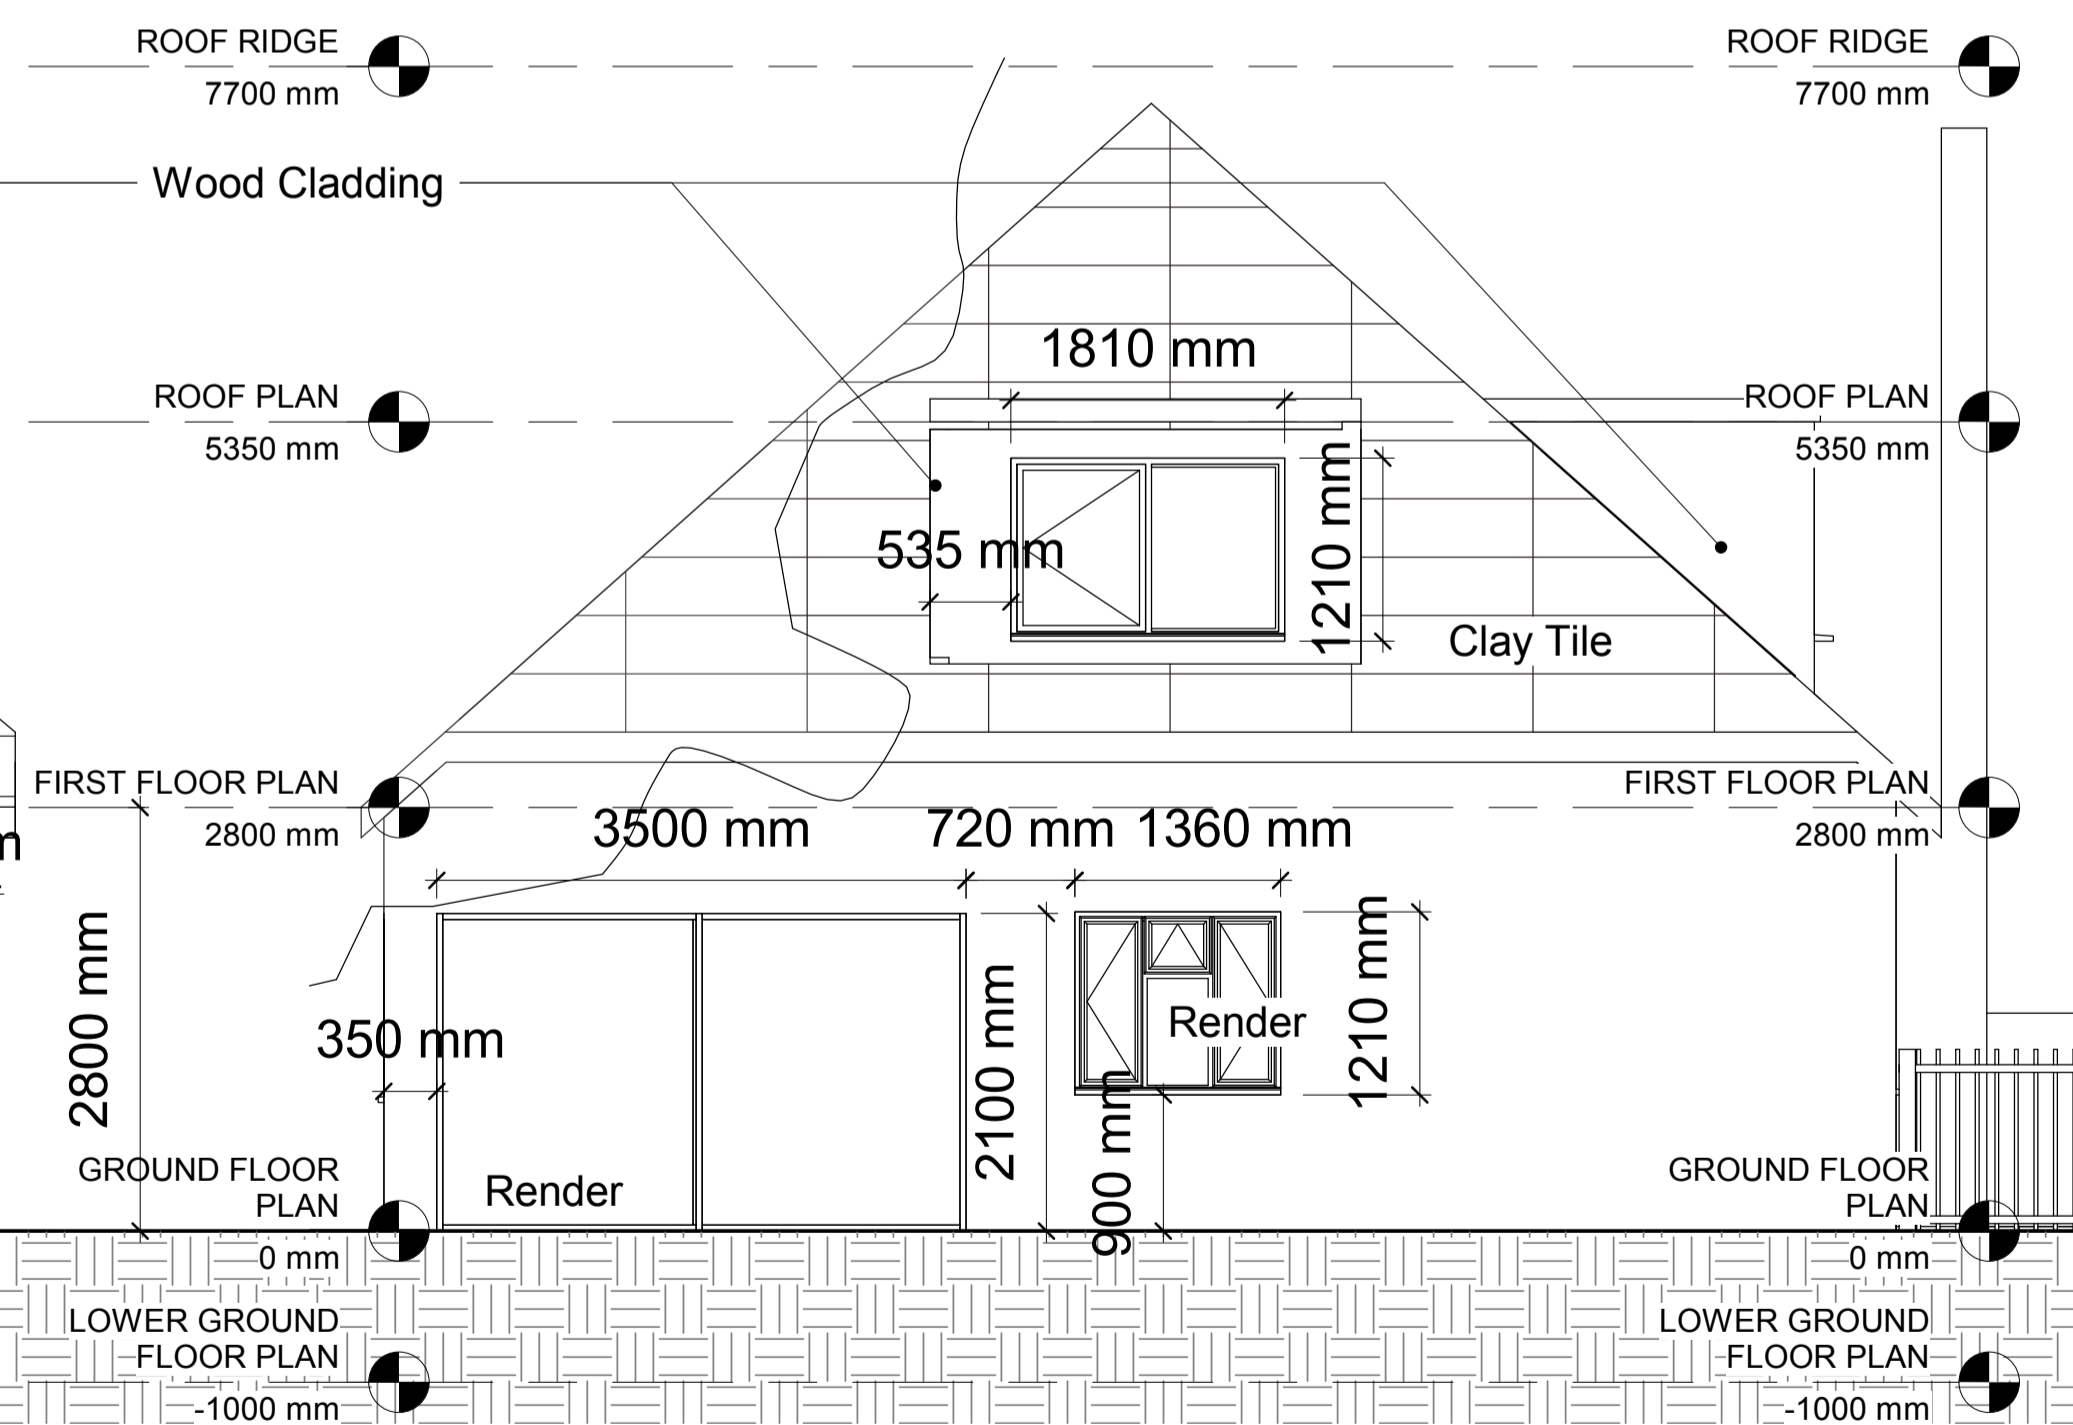 ROOF RIDGE
7700 mm
ROOF RIDGE
7700 mm
Wood Cladding
1810 mm
ROOF PLAN
5350 mm
ROOF PLAN
5350 mm
535 mm
1210 mm
Clay Tile
FIRST FLOOR PLAN
2800 mm
FIRST FLOOR PLAN
2800 mm
3500 mm
720 mm
1360 mm
m
2800 mm
350 mm
2100 mm
Render
1210 mm
900 mm
GROUND FLOOR
PLAN
0 mm
Render
GROUND FLOOR
PLAN
0 mm
LOWER GROUND
FLOOR PLAN
-1000 mm
LOWER GROUND
FLOOR PLAN
-1000 mm